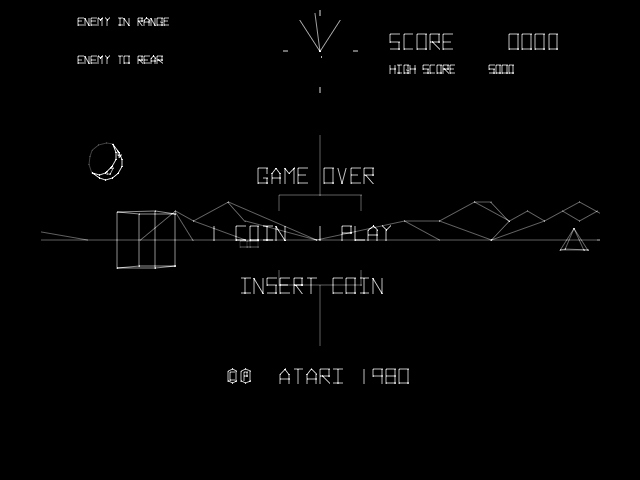 ENEMY IN RANGE
ENEMY TO REAR
SCORE 0000
HIGH SCORE 5000
GAME OVER
1 COIN 1 PLAY
INSERT COIN
©℗ ATARI 1980